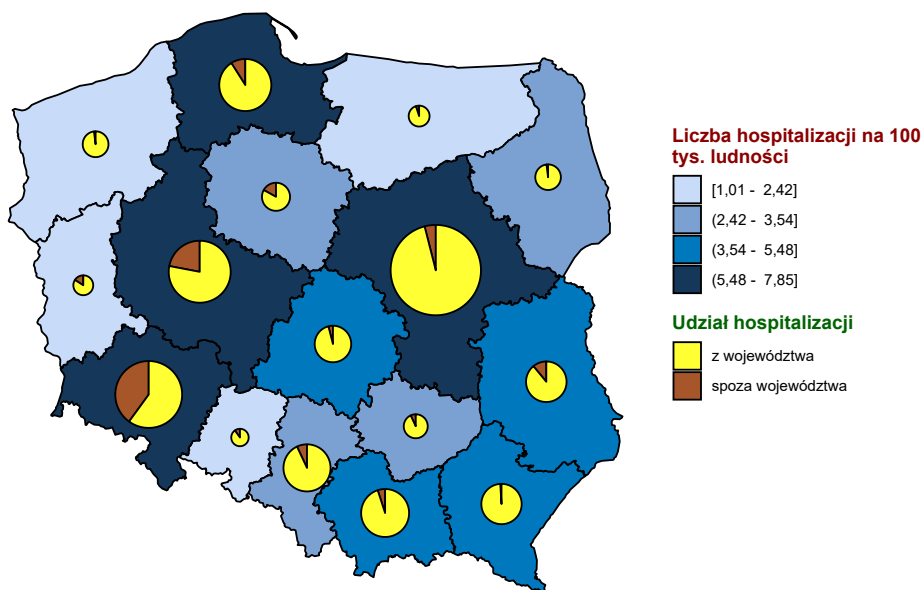 Liczba hospitalizacji na 100
tys. ludności
[1,01 - 2,42]
(2,42 - 3,54]
(3,54 - 5,48]
(5,48 - 7,85]
Udział hospitalizacji
z województwa
spoza województwa